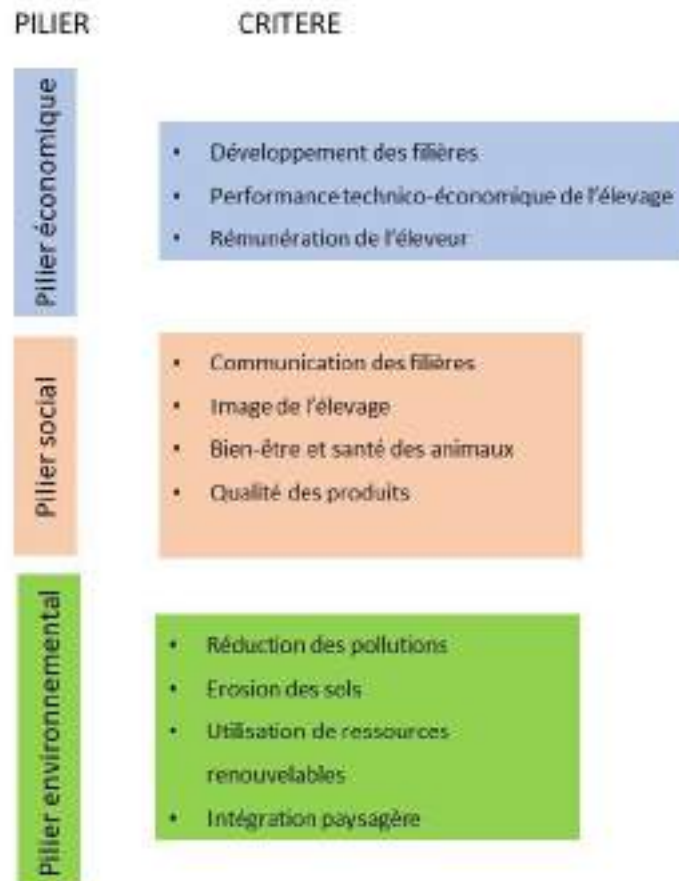 PILIER CRITERE
Pilier économique
• Développement des filières
• Performance technico-économique de l'élevage
• Rémunération de l'éleveur
Pilier social
• Communication des filières
• Image de l'élevage
• Bien-être et santé des animaux
• Qualité des produits
Pilier environnemental
• Réduction des pollutions
• Erosion des sols
• Utilisation de ressources
renouvelables
• Intégration paysagère